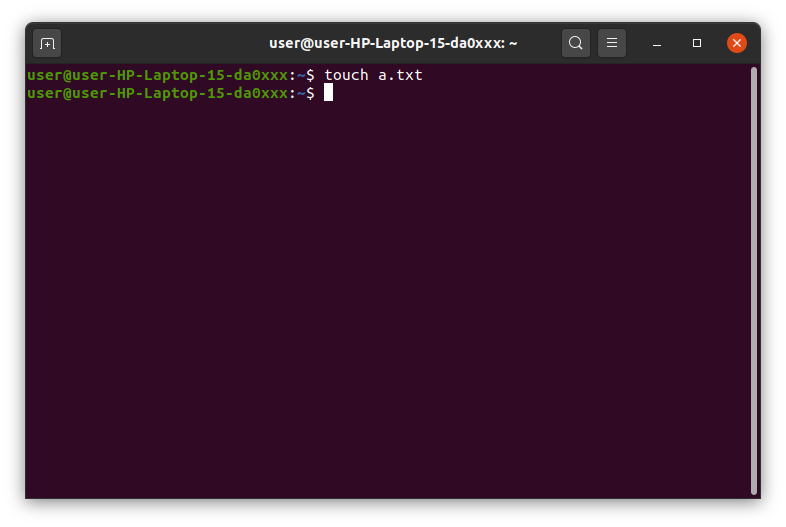 user@user-HP-Laptop-15-da0xxx: ~
user@user-HP-Laptop-15-da0xxx:~$ touch a.txt
user@user-HP-Laptop-15-da0xxx:~$